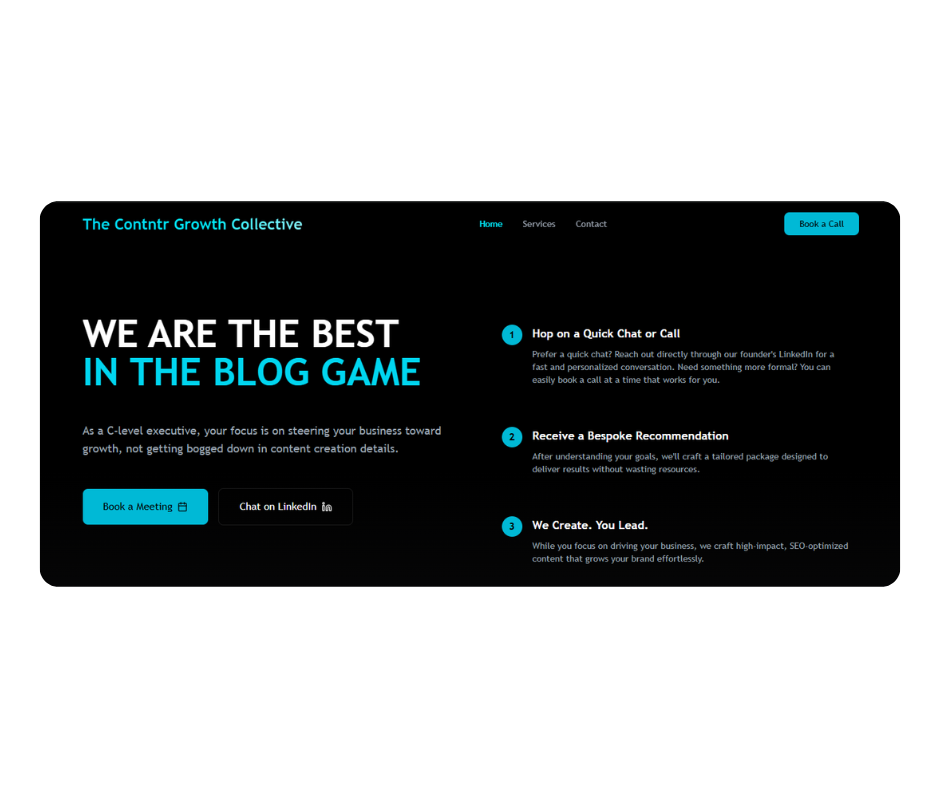 The Contntr Growth Collective
Home Services Contact
Book a Call
WE ARE THE BEST
IN THE BLOG GAME
As a C-level executive, your focus is on steering your business toward
growth, not getting bogged down in content creation details.
Book a Meeting
Chat on LinkedIn
1 Hop on a Quick Chat or Call
Prefer a quick chat? Reach out directly through our founder's LinkedIn for a
fast and personalized conversation. Need something more formal? You can
easily book a call at a time that works for you.
2 Receive a Bespoke Recommendation
After understanding your goals, we'll craft a tailored package designed to
deliver results without wasting resources.
3 We Create. You Lead.
While you focus on driving your business, we craft high-impact, SEO-optimized
content that grows your brand effortlessly.